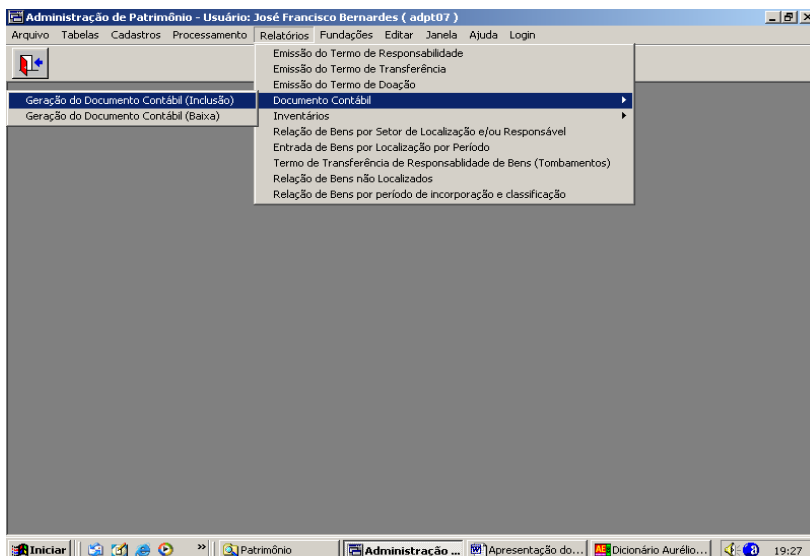 Administração de Patrimônio - Usuário: José Francisco Bernardes ( adpt07 )
Arquivo Tabelas Cadastros Processamento Relatórios Fundações Editar Janela Ajuda Login
Emissão do Termo de Responsabilidade
Emissão do Termo de Transferência
Emissão do Termo de Doação
Documento Contábil
Geração do Documento Contábil (Inclusão)
Geração do Documento Contábil (Baixa)
Inventários
Relação de Bens por Setor de Localização e/ou Responsável
Entrada de Bens por Localização por Período
Termo de Transferência de Responsablidade de Bens (Tombamentos)
Relação de Bens não Localizados
Relação de Bens por período de incorporação e classificação
Iniciar » Patrimônio Administração ... Apresentação do... Dicionário Aurélio... 19:27